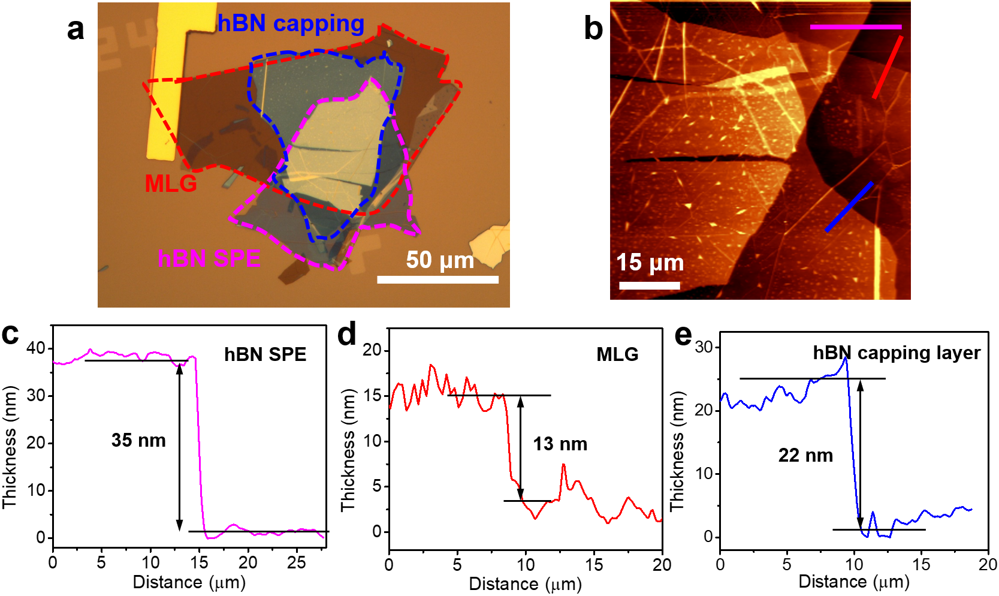 a
hBN capping
MLG
hBN SPE
50 μm
b
15 μm
c
hBN SPE
35 nm
Thickness (nm)
40
30
20
10
0
0 5 10 15 20 25
Distance (μm)
d
MLG
13 nm
Thickness (nm)
20
15
10
5
0
0 5 10 15 20
Distance (μm)
e
hBN capping layer
22 nm
Thickness (nm)
30
20
10
0
0 5 10 15 20
Distance (μm)